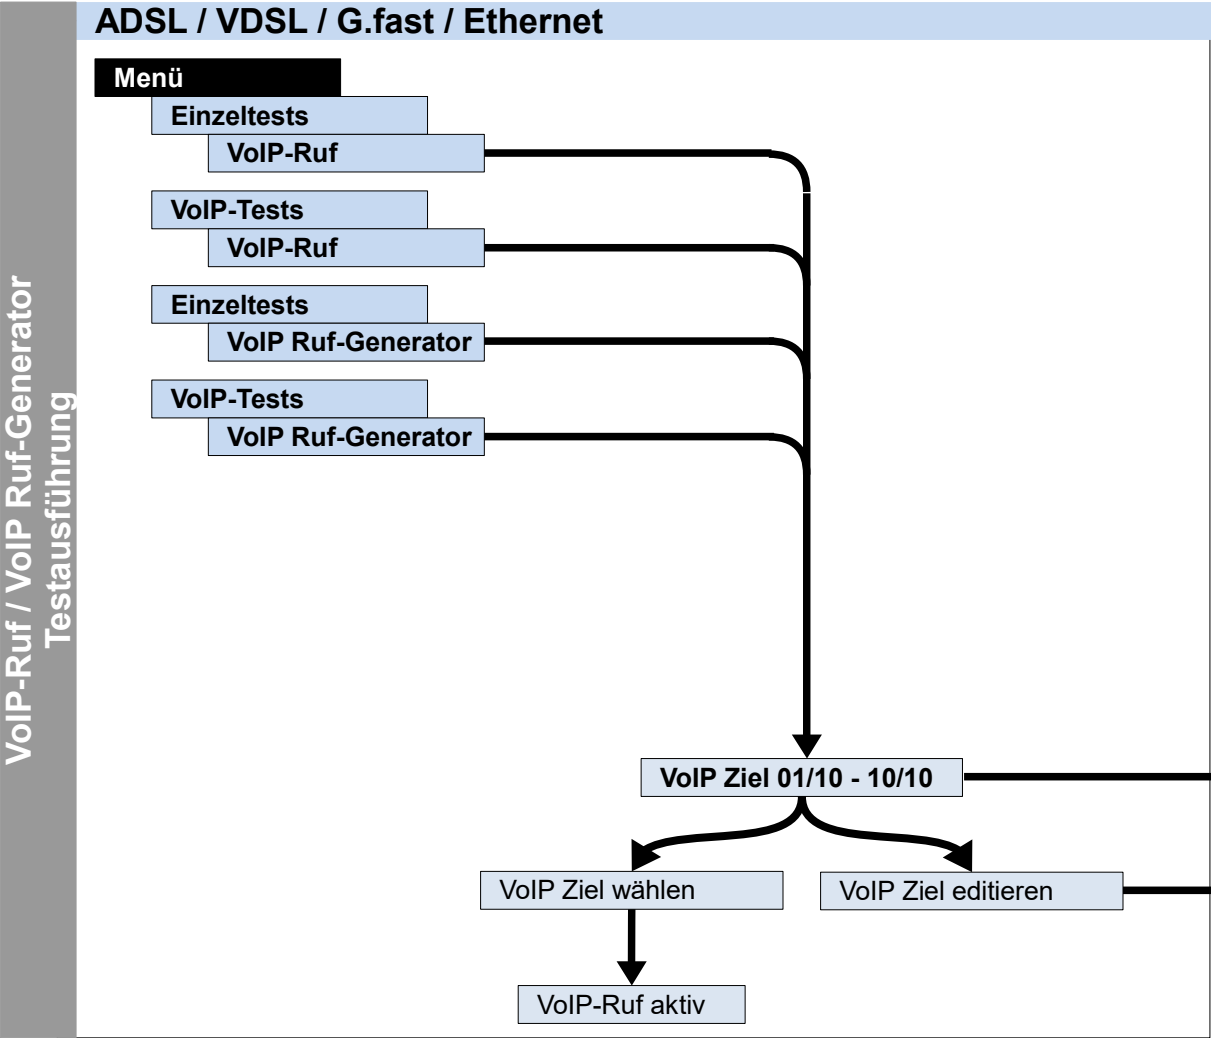 ADSL / VDSL / G.fast / Ethernet
VoIP-Ruf / VoIP Ruf-Generator
Testausführung
Menü
Einzeltests
VoIP-Ruf
VoIP-Tests
VoIP-Ruf
Einzeltests
VoIP Ruf-Generator
VoIP-Tests
VoIP Ruf-Generator
VoIP Ziel 01/10 - 10/10
VoIP Ziel wählen
VoIP Ziel editieren
VoIP-Ruf aktiv